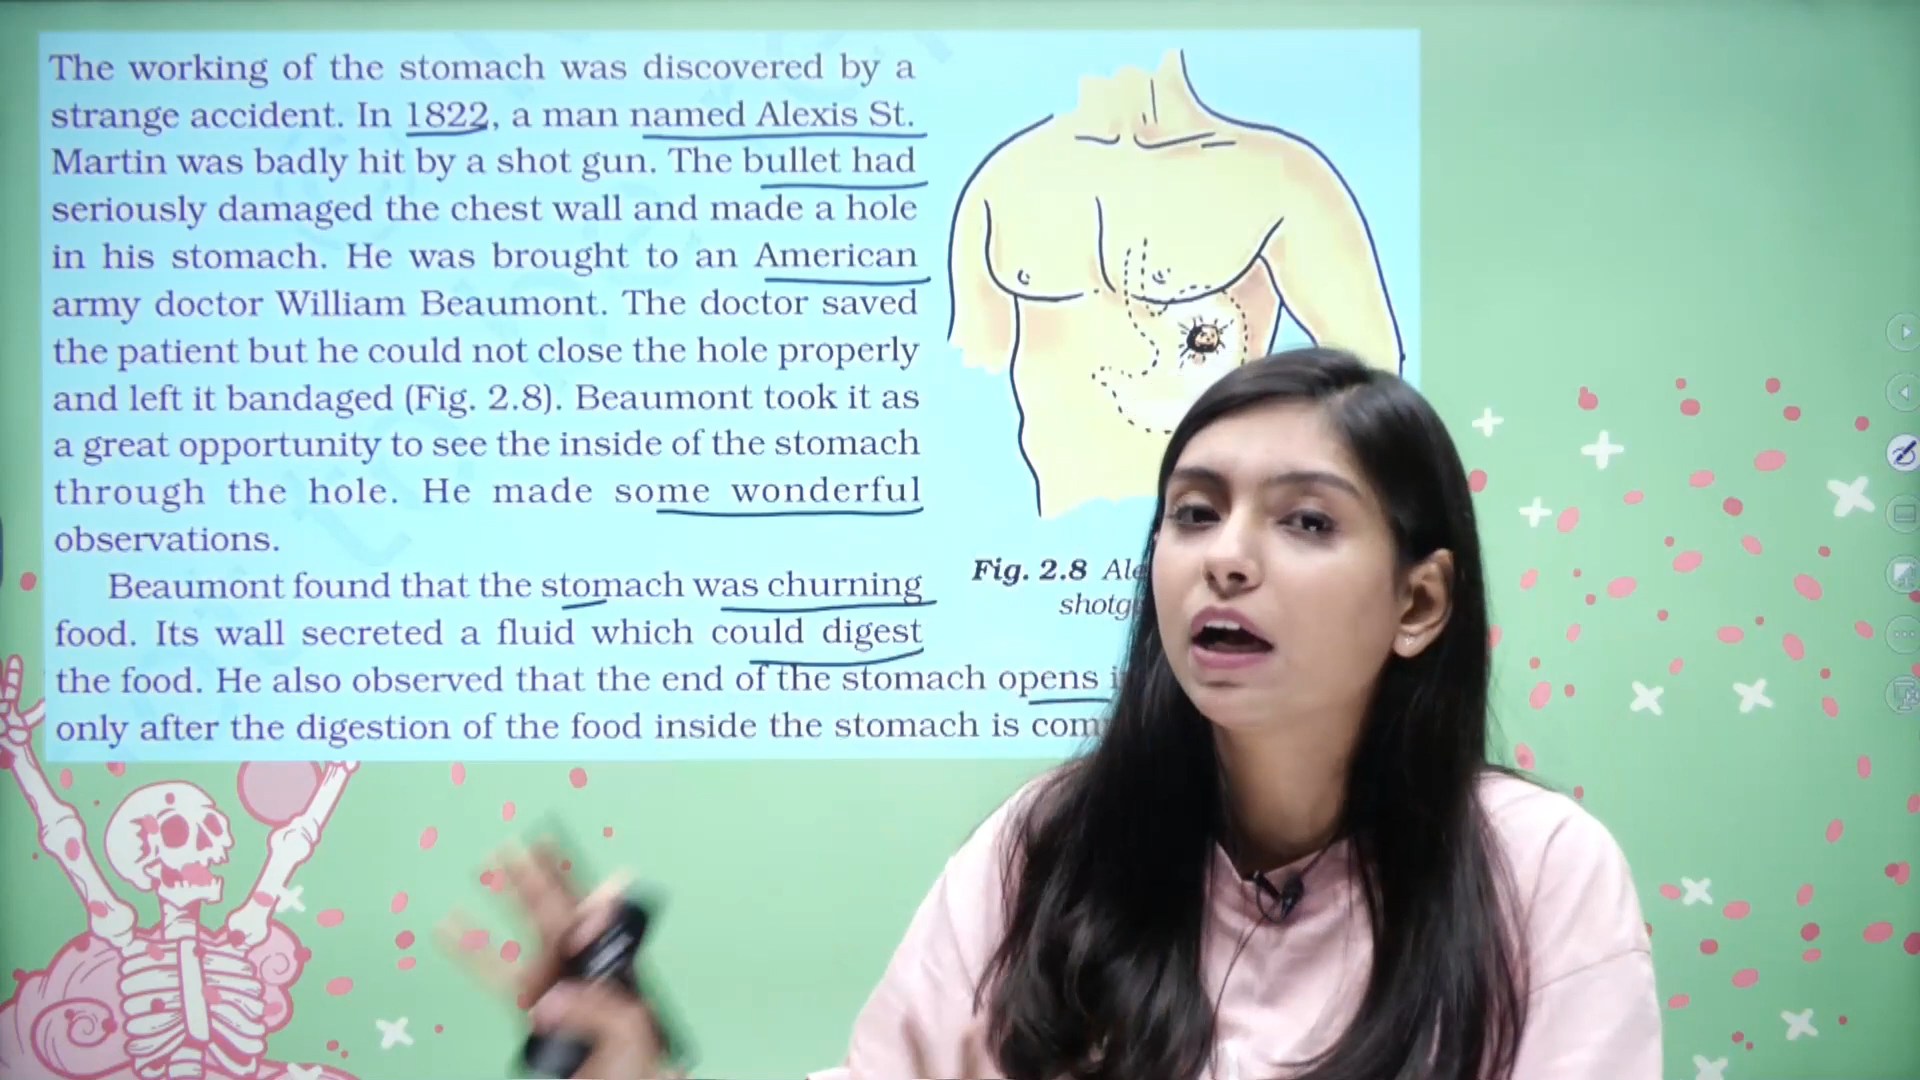 The working of the stomach was discovered by a
strange accident. In 1822, a man named Alexis St.
Martin was badly hit by a shot gun. The bullet had
seriously damaged the chest wall and made a hole
in his stomach. He was brought to an American
army doctor William Beaumont. The doctor saved
the patient but he could not close the hole properly
and left it bandaged (Fig. 2.8). Beaumont took it as
a great opportunity to see the inside of the stomach
through the hole. He made some wonderful
observations.
Beaumont found that the stomach was churning
food. Its wall secreted a fluid which could digest
the food. He also observed that the end of the stomach opens
only after the digestion of the food inside the stomach is
Fig. 2.8